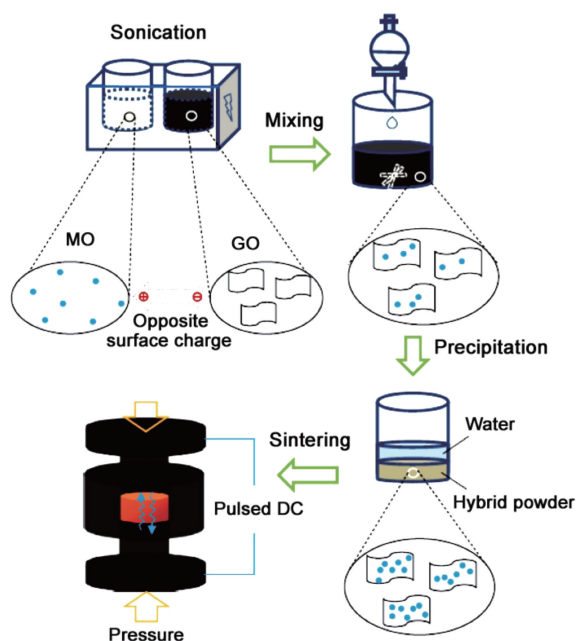 Sonication
Mixing
MO
GO
⊕
⊖
Opposite
surface charge
Precipitation
Water
Hybrid powder
Sintering
Pulsed DC
Pressure